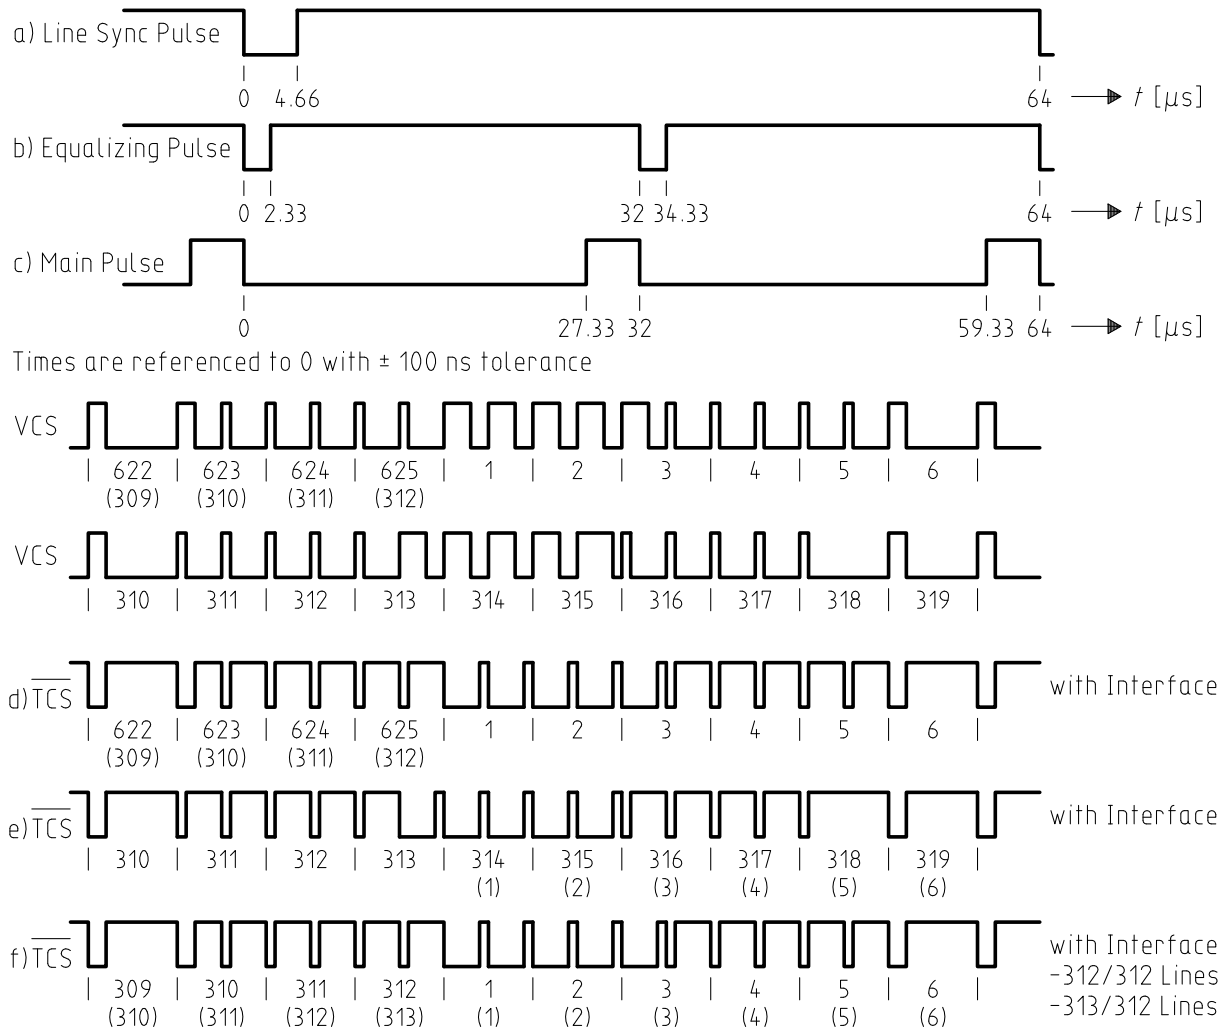 a) Line Sync Pulse
0 4.66 64 t [µs]
b) Equalizing Pulse
0 2.33 32 34.33 64 t [µs]
c) Main Pulse
0 27.33 32 59.33 64 t [µs]
Times are referenced to 0 with ± 100 ns tolerance
VCS
622 623 624 625 1 2 3 4 5 6
(309) (310) (311) (312)
VCS
310 311 312 313 314 315 316 317 318 319
d) TCS with Interface
622 623 624 625 1 2 3 4 5 6
(309) (310) (311) (312)
e) TCS with Interface
310 311 312 313 314 315 316 317 318 319
(1) (2) (3) (4) (5) (6)
f) TCS with Interface
-312/312 Lines
309 310 311 312 1 2 3 4 5 6
-313/312 Lines
(310) (311) (312) (313) (1) (2) (3) (4) (5) (6)